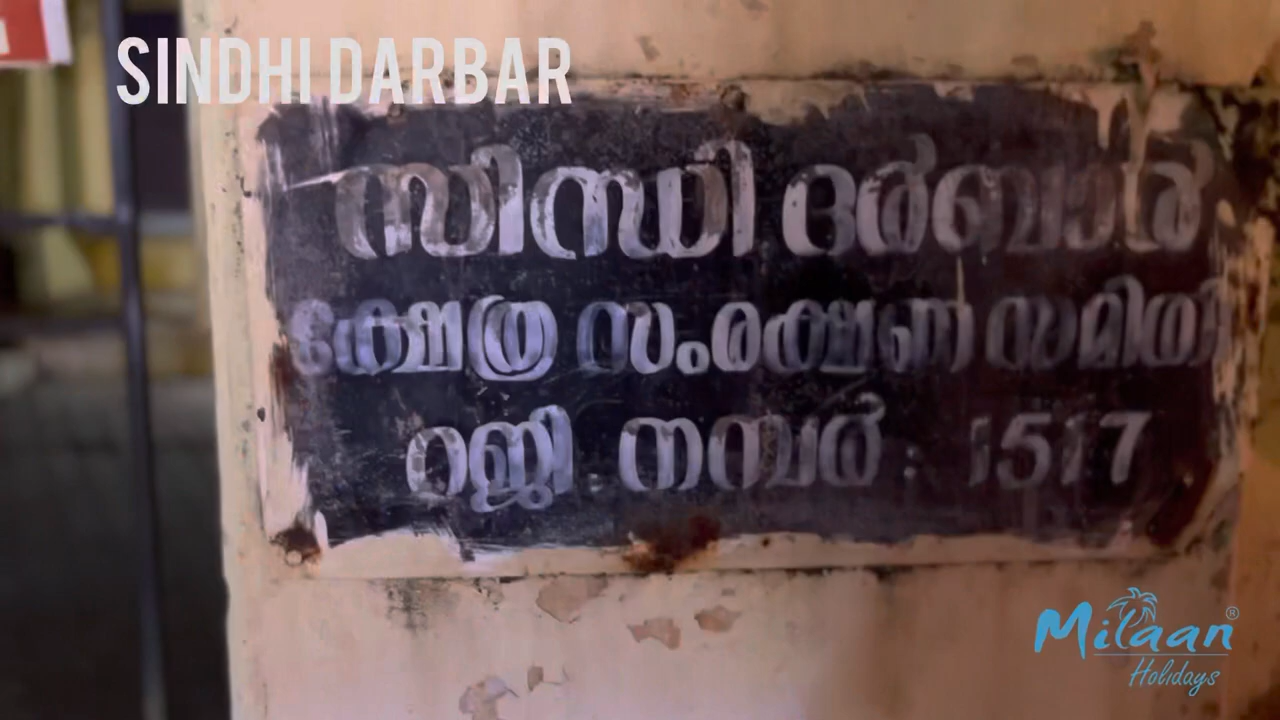 SINDHI DARBAR
സിന്ധി ദർബാർ
ക്ഷേത്ര സംരക്ഷണ സമിതി
റജി . നമ്പർ : 1517
Milaan ®
Holidays